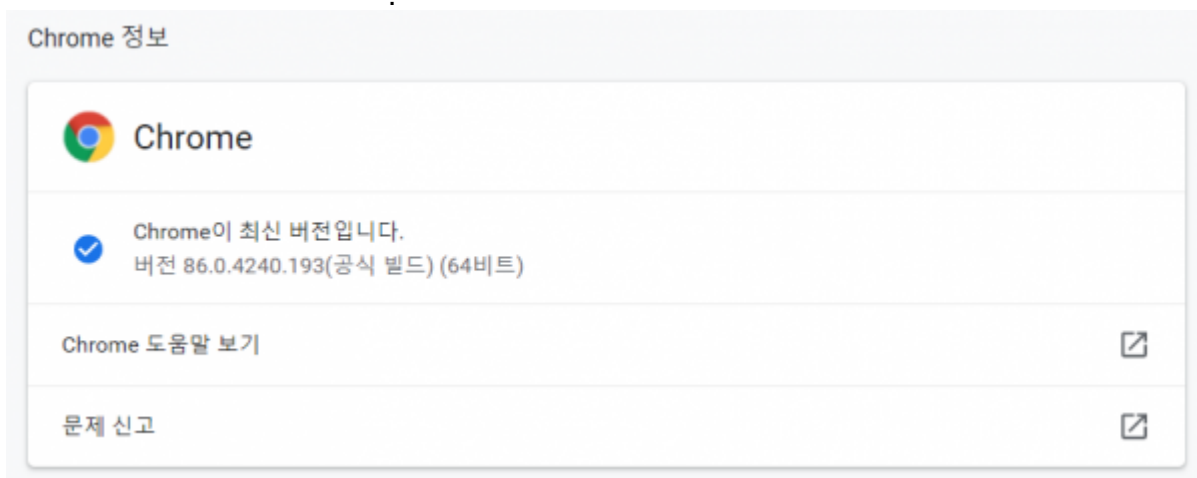 Chrome 정보
Chrome
Chrome이 최신 버전입니다.
버전 86.0.4240.193(공식 빌드) (64비트)
Chrome 도움말 보기
문제 신고